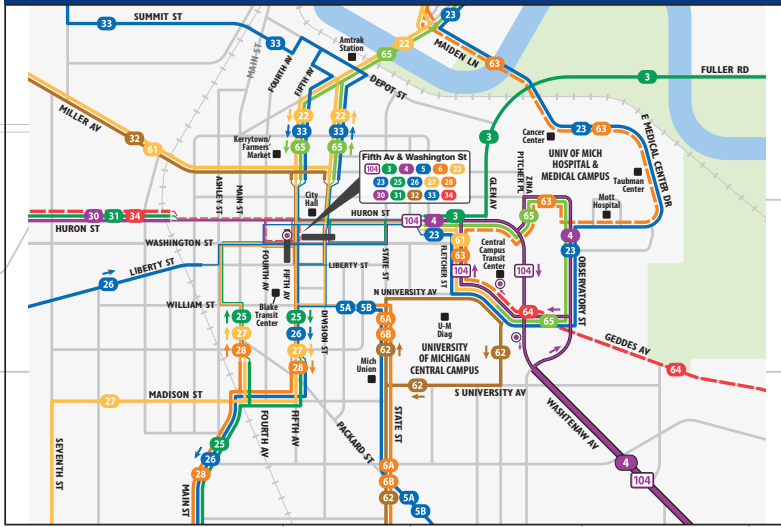 SUMMIT ST
33
33
MAIN ST
FOURTH AV
FIFTH AV
Amtrak
Station
22
65
23
MAIDEN LN
63
DEPOT ST
FULLER RD
3
3
MILLER AV
32
61
22
33
65
22
33
65
Kerrytown/
Farmers'
Market
Cancer
Center
23
63
UNIV OF MICH
HOSPITAL &
MEDICAL CAMPUS
Taubman
Center
Mott
Hospital
E MEDICAL CENTER DR
Fifth Av & Washington St
104 3 4 5 6 22
23 25 26 27 28
30 31 32 33 34
GLEN AV
PITCHER PL
ZINA
63
65
ASHLEY ST
MAIN ST
City
Hall
30
31
34
HURON ST
HURON ST
104
4
3
23
4
23
WASHINGTON ST
LIBERTY ST
26
LIBERTY ST
FOURTH AV
FIFTH AV
STATE ST
FLETCHER ST
61
63
104
Central
Campus
Transit
Center
104
OBSERVATORY ST
N UNIVERSITY AV
WILLIAM ST
Blake
Transit
Center
DIVISION ST
5A
5B
6A
6B
62
25
27
28
25
26
27
28
U-M
Diag
UNIVERSITY
OF MICHIGAN
CENTRAL CAMPUS
Mich
Union
62
62
S UNIVERSITY AV
64
65
GEDDES AV
64
MADISON ST
27
SEVENTH ST
FOURTH AV
FIFTH AV
PACKARD ST
STATE ST
WASHTENAW AV
25
26
28
MAIN ST
6A
6B
62
5A
5B
4
104